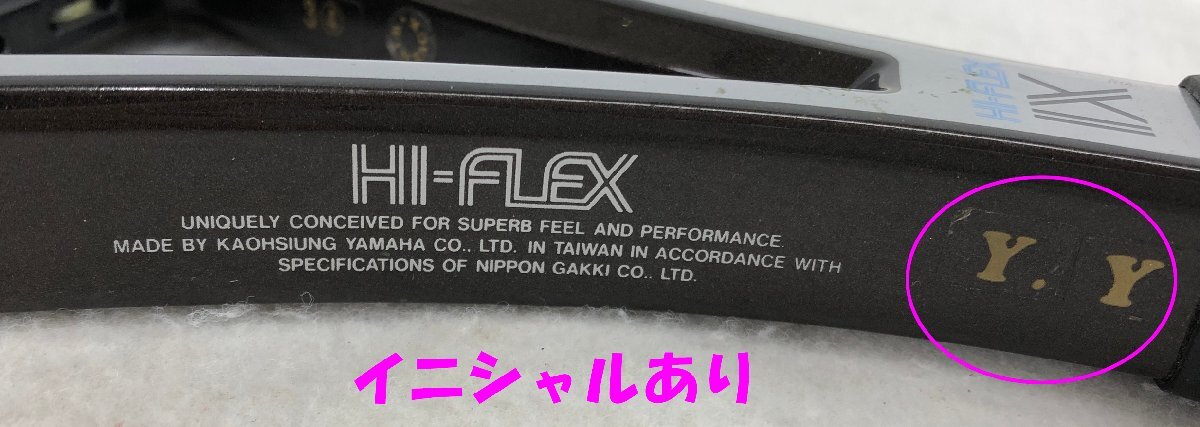 HI-FLEX
IX
HI-FLEX
UNIQUELY CONCEIVED FOR SUPERB FEEL AND PERFORMANCE
MADE BY KAOHSIUNG YAMAHA CO., LTD. IN TAIWAN IN ACCORDANCE WITH
SPECIFICATIONS OF NIPPON GAKKI CO., LTD.
Y. Y
イニシャルあり